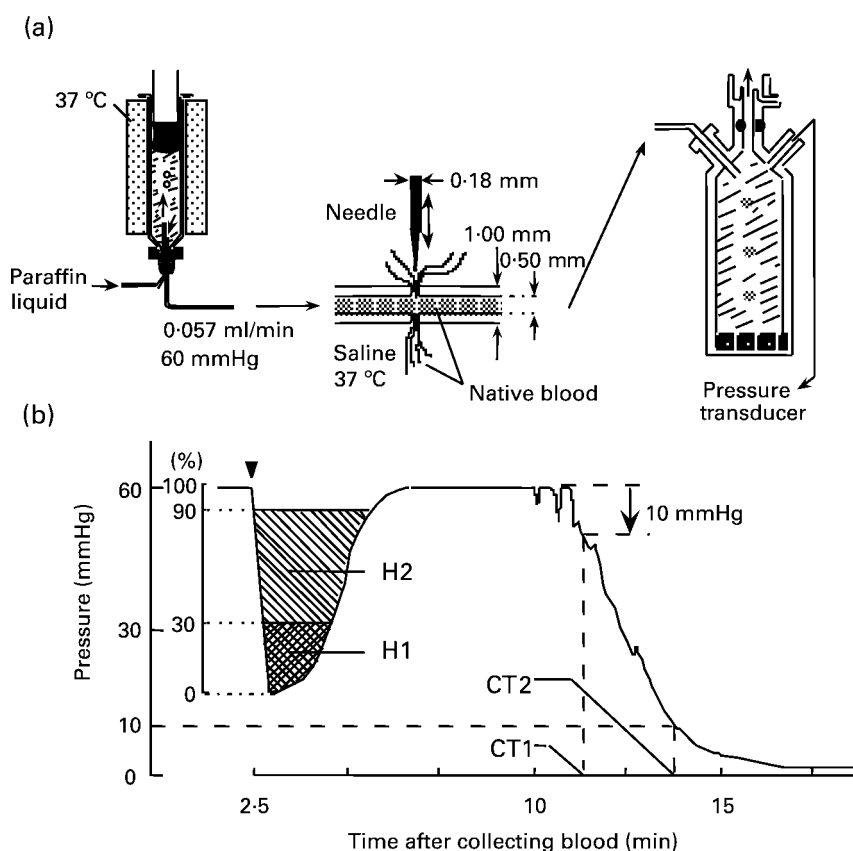 (a)
37 °C
Paraffin
liquid
0·057 ml/min
60 mmHg
Needle
0·18 mm
1·00 mm
0·50 mm
Saline
37 °C
Native blood
Pressure
transducer
(b)
Pressure (mmHg)
60
30
10
0
(%)
100
90
30
0
H2
H1
10 mmHg
CT2
CT1
2·5
10
15
Time after collecting blood (min)